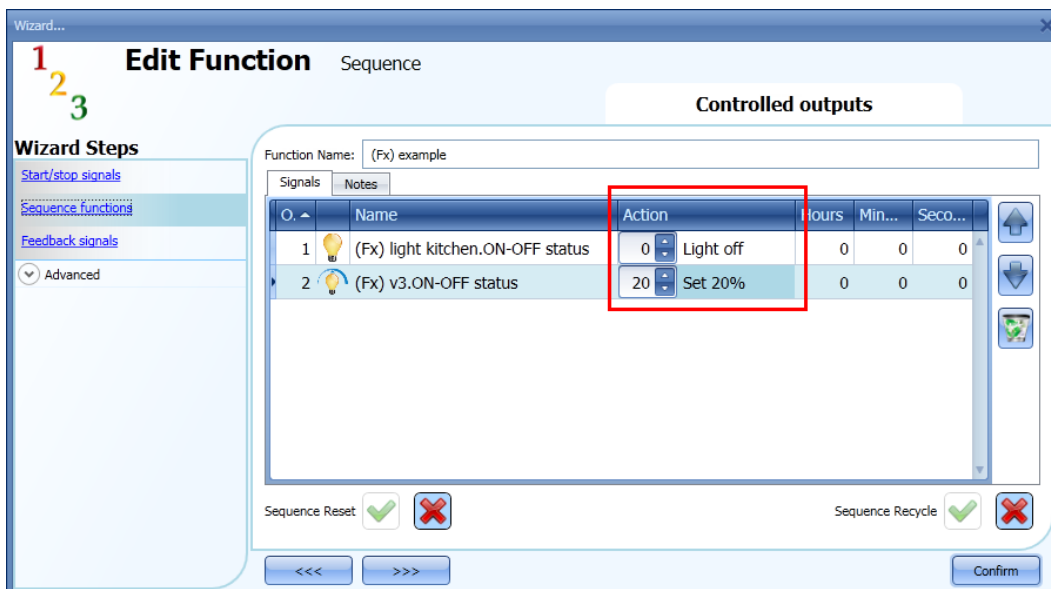 Wizard...
1 2 3
Edit Function Sequence
Controlled outputs
Wizard Steps
Start/stop signals
Sequence functions
Feedback signals
Advanced
Function Name: (Fx) example
Signals Notes
O. Name Action Hours Min... Seco...
1 (Fx) light kitchen.ON-OFF status 0 Light off 0 0 0
2 (Fx) v3.ON-OFF status 20 Set 20% 0 0 0
Sequence Reset Sequence Recycle
<<< >>> Confirm